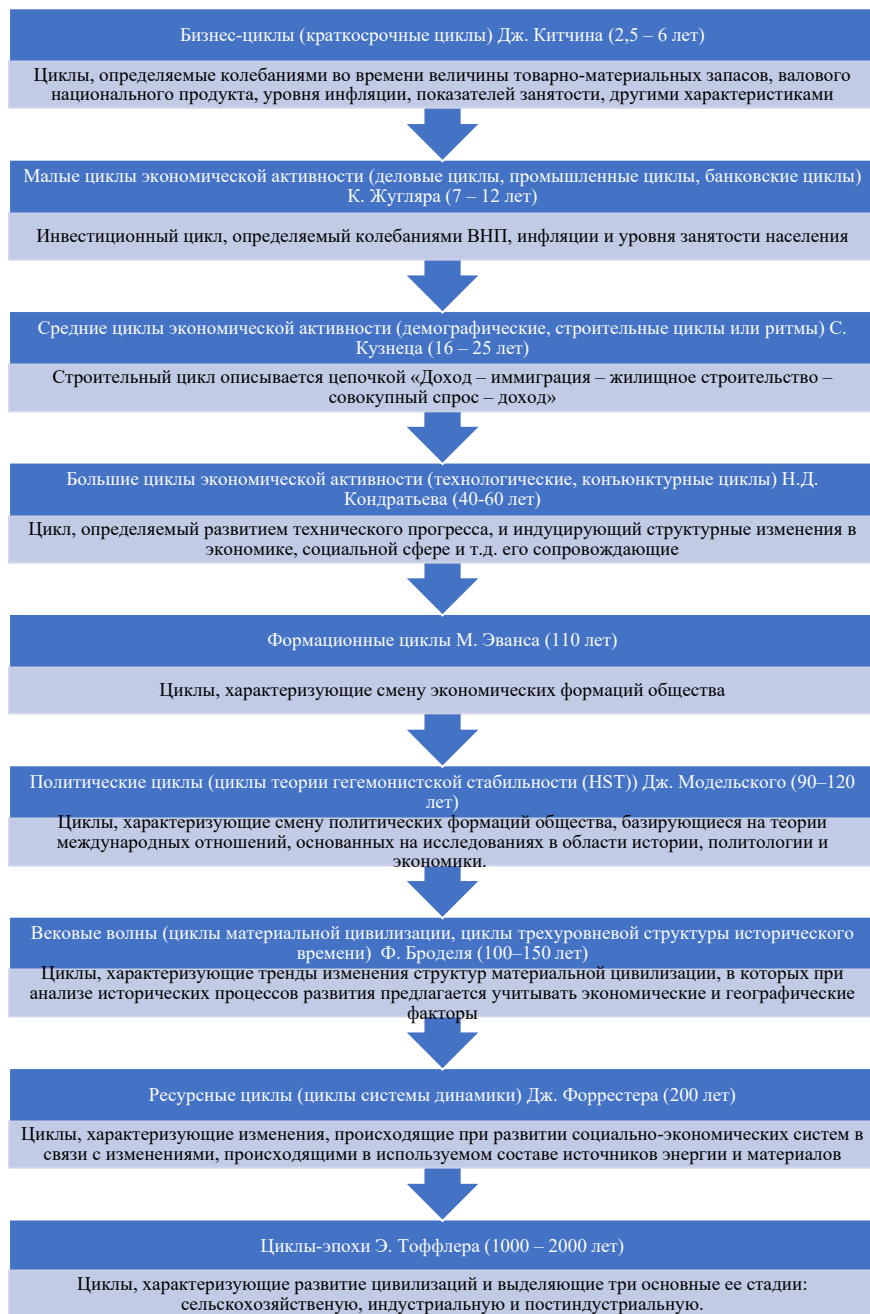 Бизнес-циклы (краткосрочные циклы) Дж. Китчина (2,5 – 6 лет)
Циклы, определяемые колебаниями во времени величины товарно-материальных запасов, валового
национального продукта, уровня инфляции, показателей занятости, другими характеристиками
Малые циклы экономической активности (деловые циклы, промышленные циклы, банковские циклы)
К. Жугляра (7 – 12 лет)
Инвестиционный цикл, определяемый колебаниями ВНП, инфляции и уровня занятости населения
Средние циклы экономической активности (демографические, строительные циклы или ритмы) С.
Кузнеца (16 – 25 лет)
Строительный цикл описывается цепочкой «Доход – иммиграция – жилищное строительство –
совокупный спрос – доход»
Большие циклы экономической активности (технологические, конъюнктурные циклы) Н.Д.
Кондратьева (40-60 лет)
Цикл, определяемый развитием технического прогресса, и индуцирующий структурные изменения в
экономике, социальной сфере и т.д. его сопровождающие
Формационные циклы М. Эванса (110 лет)
Циклы, характеризующие смену экономических формаций общества
Политические циклы (циклы теории гегемонистской стабильности (HST)) Дж. Модельского (90–120
лет)
Циклы, характеризующие смену политических формаций общества, базирующиеся на теории
международных отношений, основанных на исследованиях в области истории, политологии и
экономики.
Вековые волны (циклы материальной цивилизации, циклы трехуровневой структуры исторического
времени) Ф. Броделя (100–150 лет)
Циклы, характеризующие тренды изменения структур материальной цивилизации, в которых при
анализе исторических процессов развития предлагается учитывать экономические и географические
факторы
Ресурсные циклы (циклы системы динамики) Дж. Форрестера (200 лет)
Циклы, характеризующие изменения, происходящие при развитии социально-экономических систем в
связи с изменениями, происходящими в используемом составе источников энергии и материалов
Циклы-эпохи Э. Тоффлера (1000 – 2000 лет)
Циклы, характеризующие развитие цивилизаций и выделяющие три основные ее стадии:
сельскохозяйственую, индустриальную и постиндустриальную.